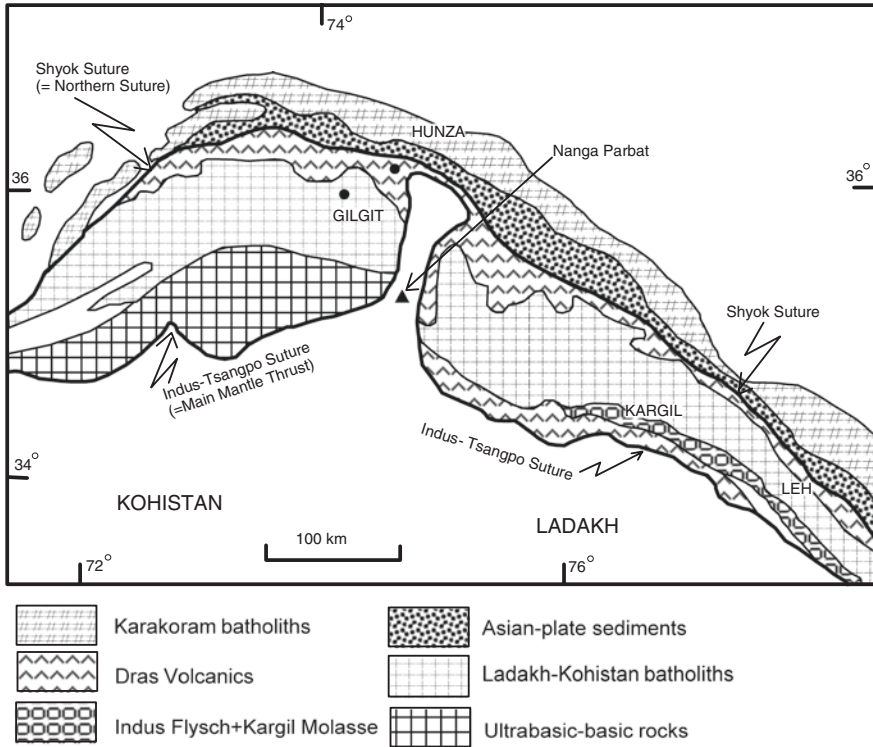 74°
Shyok Suture
(= Northern Suture)
HUNZA
Nanga Parbat
36
36°
GILGIT
Shyok Suture
Indus-Tsangpo Suture
(=Main Mantle Thrust)
KARGIL
Indus- Tsangpo Suture
34
LEH
KOHISTAN
LADAKH
100 km
72°
76°
Karakoram batholiths
Asian-plate sediments
Dras Volcanics
Ladakh-Kohistan batholiths
Indus Flysch+Kargil Molasse
Ultrabasic-basic rocks